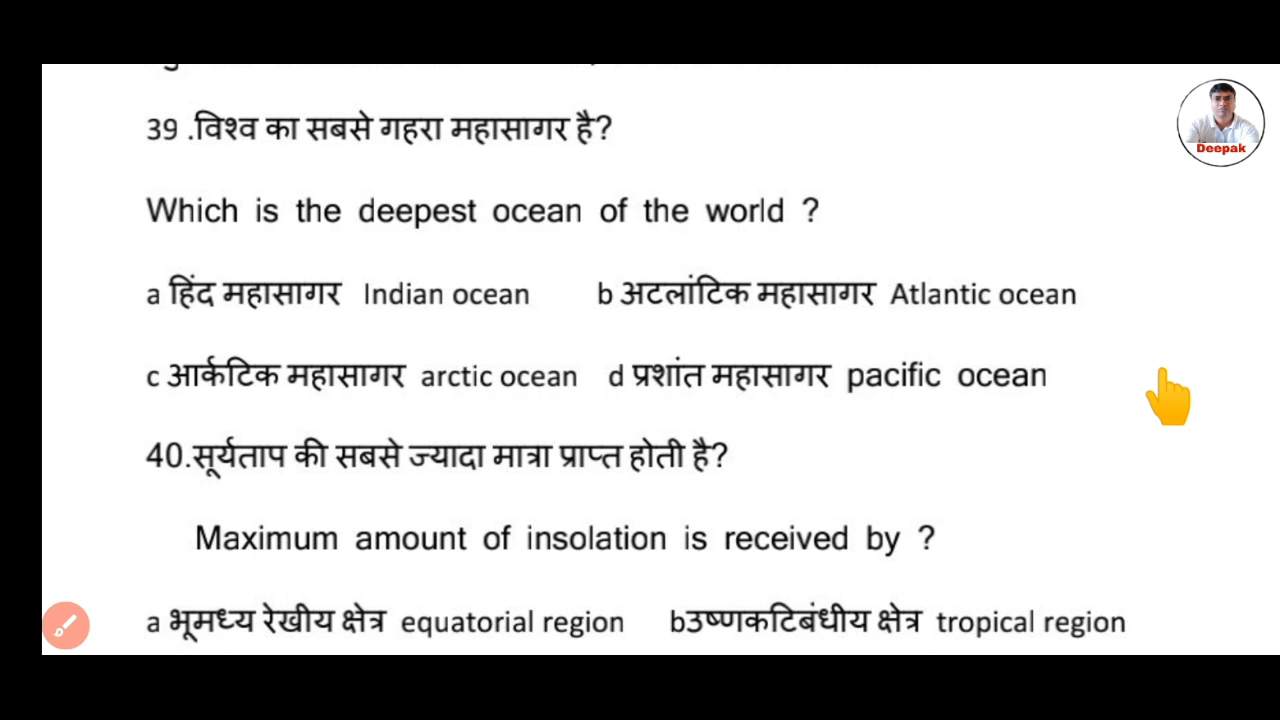 39 .विश्व का सबसे गहरा महासागर है?
Deepak
Which is the deepest ocean of the world ?
a हिंद महासागर Indian ocean b अटलांटिक महासागर Atlantic ocean
c आर्कटिक महासागर arctic ocean d प्रशांत महासागर pacific ocean
40.सूर्यताप की सबसे ज्यादा मात्रा प्राप्त होती है?
Maximum amount of insolation is received by ?
a भूमध्य रेखीय क्षेत्र equatorial region bउष्णकटिबंधीय क्षेत्र tropical region